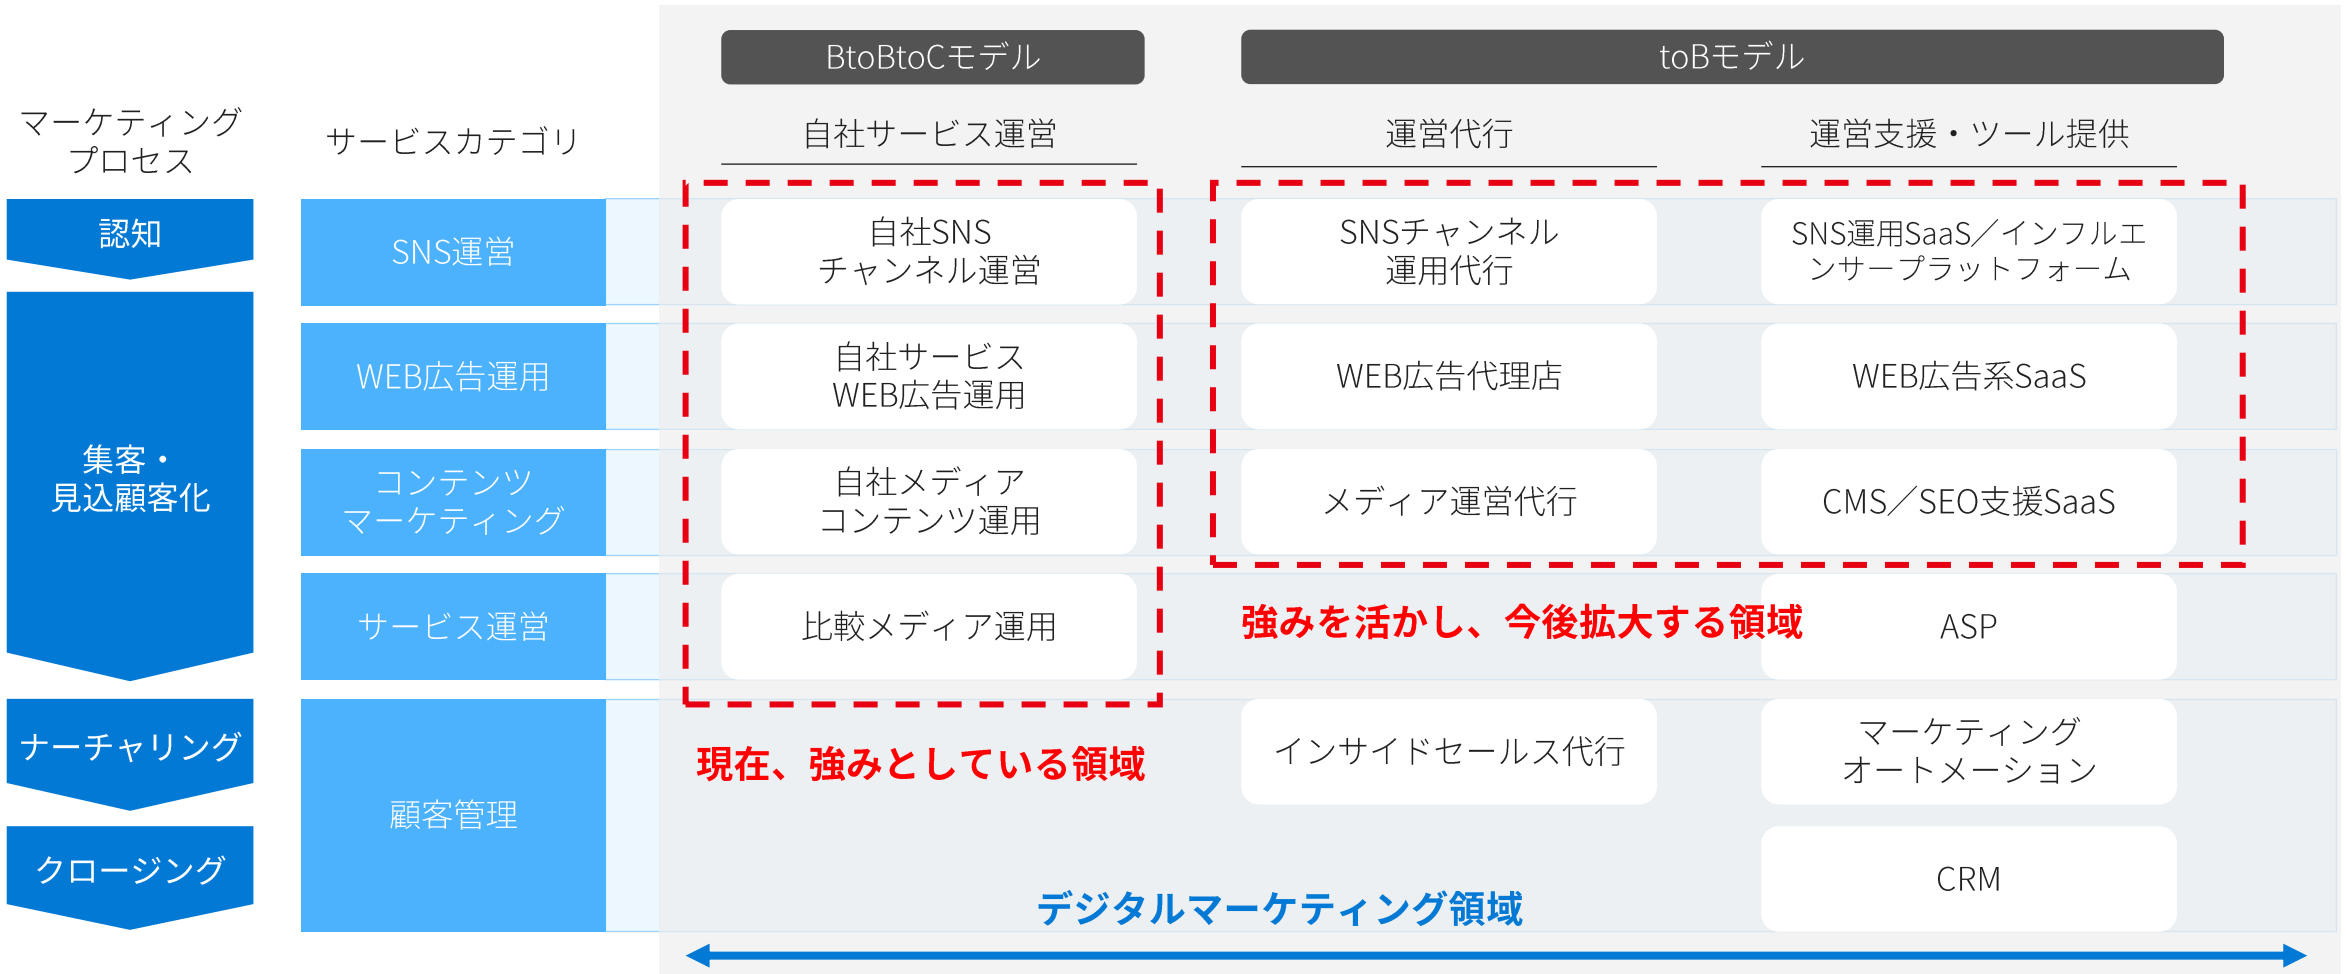 BtoBtoCモデル
toBモデル
マーケティング
プロセス
サービスカテゴリ
自社サービス運営
運営代行
運営支援・ツール提供
認知
SNS運営
自社SNS
チャンネル運営
SNSチャンネル
運用代行
SNS運用SaaS／インフルエ
ンサープラットフォーム
集客・
見込顧客化
WEB広告運用
自社サービス
WEB広告運用
WEB広告代理店
WEB広告系SaaS
コンテンツ
マーケティング
自社メディア
コンテンツ運用
メディア運営代行
CMS／SEO支援SaaS
サービス運営
比較メディア運用
強みを活かし、今後拡大する領域
ASP
ナーチャリング
顧客管理
現在、強みとしている領域
インサイドセールス代行
マーケティング
オートメーション
クロージング
CRM
デジタルマーケティング領域